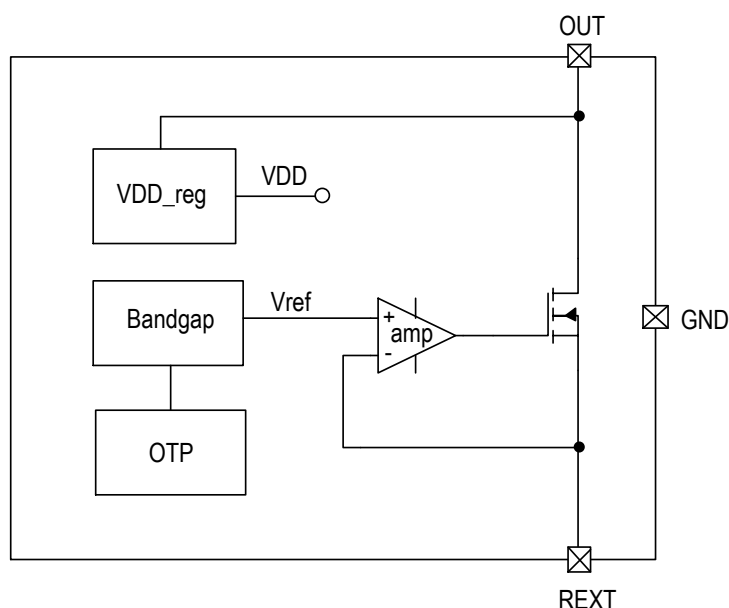 OUT
VDD_reg
VDD
Bandgap
Vref
+
amp
-
GND
OTP
REXT